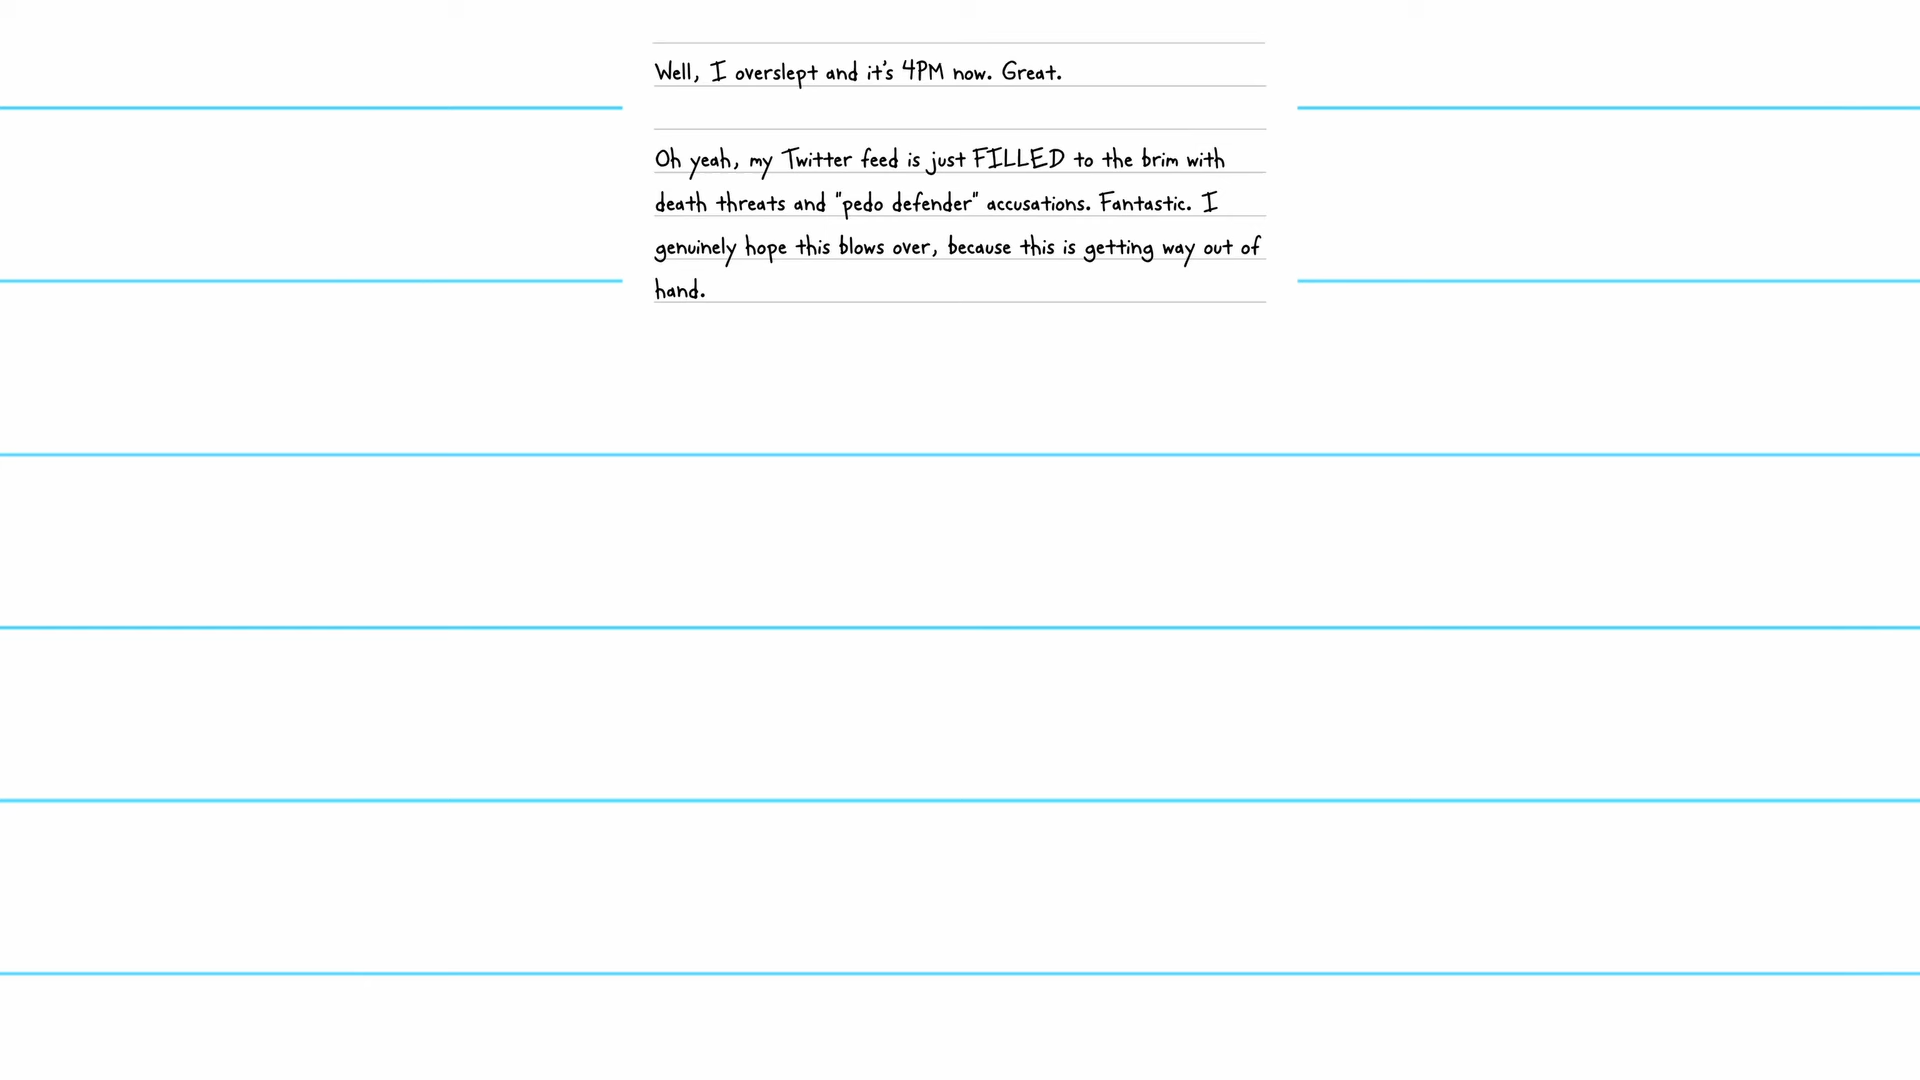 Well, I overslept and it's 4PM now. Great.
Oh yeah, my Twitter feed is just FILLED to the brim with
death threats and "pedo defender" accusations. Fantastic. I
genuinely hope this blows over, because this is getting way out of
hand.